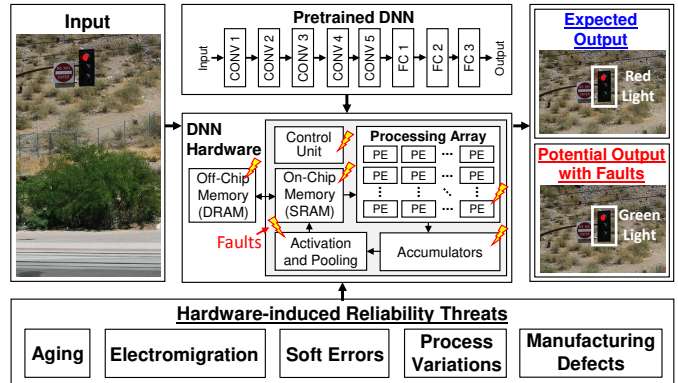 Input
Pretrained DNN
Input
CONV 1
CONV 2
CONV 3
CONV 4
CONV 5
FC 1
FC 2
FC 3
Output
Expected
Output
Red
Light
DNN
Hardware
Control
Unit
Processing Array
PE PE ••• PE
PE PE ••• PE
PE PE ••• PE
Off-Chip
Memory
(DRAM)
On-Chip
Memory
(SRAM)
Faults
Activation
and Pooling
Accumulators
Potential Output
with Faults
Green
Light
Hardware-induced Reliability Threats
Aging
Electromigration
Soft Errors
Process
Variations
Manufacturing
Defects